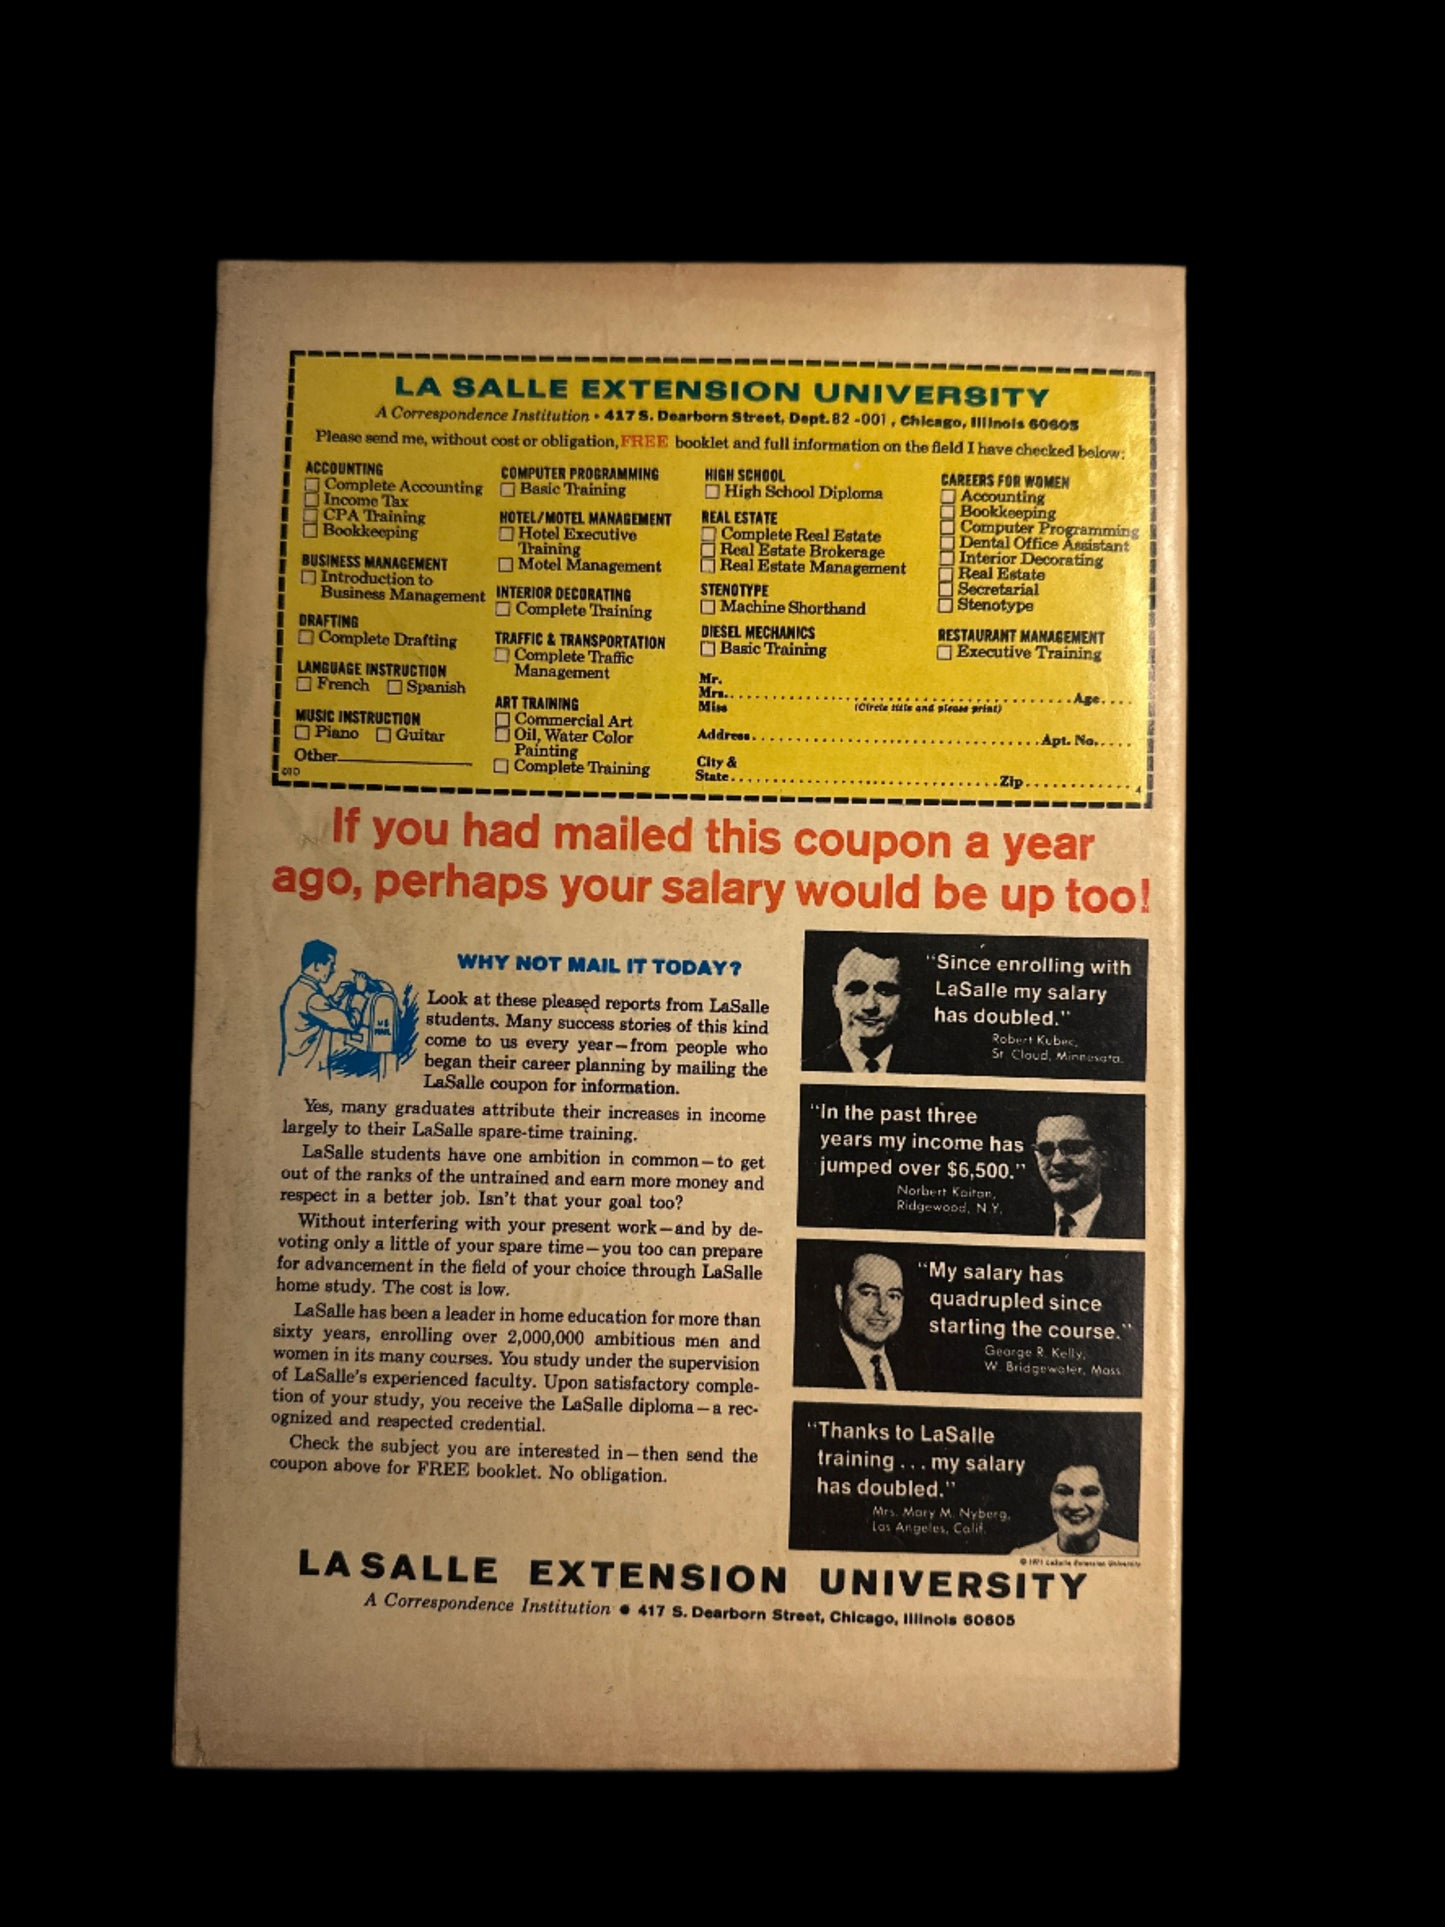 LA SALLE EXTENSION UNIVERSITY
A Correspondence Institution • 417 S. Dearborn Street, Dept. 82-001, Chicago, Illinois 60605
Please send me, without cost or obligation, FREE booklet and full information on the field I have checked below:
ACCOUNTING
Complete Accounting
Income Tax
CPA Training
Bookkeeping
BUSINESS MANAGEMENT
Introduction to
Business Management
DRAFTING
Complete Drafting
LANGUAGE INSTRUCTION
French Spanish
MUSIC INSTRUCTION
Piano Guitar
Other
010
COMPUTER PROGRAMMING
Basic Training
HOTEL/MOTEL MANAGEMENT
Hotel Executive
Training
Motel Management
INTERIOR DECORATING
Complete Training
TRAFFIC & TRANSPORTATION
Complete Traffic
Management
ART TRAINING
Commercial Art
Oil, Water Color
Painting
Complete Training
HIGH SCHOOL
High School Diploma
REAL ESTATE
Complete Real Estate
Real Estate Brokerage
Real Estate Management
STENOTYPE
Machine Shorthand
DIESEL MECHANICS
Basic Training
CAREERS FOR WOMEN
Accounting
Bookkeeping
Computer Programming
Dental Office Assistant
Interior Decorating
Real Estate
Secretarial
Stenotype
RESTAURANT MANAGEMENT
Executive Training
Mr.
Mrs. Age
Miss (Circle title and please print)
Address Apt. No.
City &
State Zip
4
If you had mailed this coupon a year
ago, perhaps your salary would be up too!
WHY NOT MAIL IT TODAY?
U S
MAIL
Look at these pleased reports from LaSalle
students. Many success stories of this kind
come to us every year—from people who
began their career planning by mailing the
LaSalle coupon for information.
Yes, many graduates attribute their increases in income
largely to their LaSalle spare-time training.
LaSalle students have one ambition in common—to get
out of the ranks of the untrained and earn more money and
respect in a better job. Isn't that your goal too?
Without interfering with your present work—and by de-
voting only a little of your spare time—you too can prepare
for advancement in the field of your choice through LaSalle
home study. The cost is low.
LaSalle has been a leader in home education for more than
sixty years, enrolling over 2,000,000 ambitious men and
women in its many courses. You study under the supervision
of LaSalle's experienced faculty. Upon satisfactory comple-
tion of your study, you receive the LaSalle diploma—a rec-
ognized and respected credential.
Check the subject you are interested in—then send the
coupon above for FREE booklet. No obligation.
"Since enrolling with
LaSalle my salary
has doubled."
Robert Kubec,
St. Cloud, Minnesota.
"In the past three
years my income has
jumped over $6,500."
Norbert Kaitan,
Ridgewood, N.Y.
"My salary has
quadrupled since
starting the course."
George R. Kelly,
W. Bridgewater, Mass.
"Thanks to LaSalle
training . . . my salary
has doubled."
Mrs. Mary M. Nyberg,
Los Angeles, Calif.
© 1971 LaSalle Extension University
LA SALLE EXTENSION UNIVERSITY
A Correspondence Institution • 417 S. Dearborn Street, Chicago, Illinois 60605